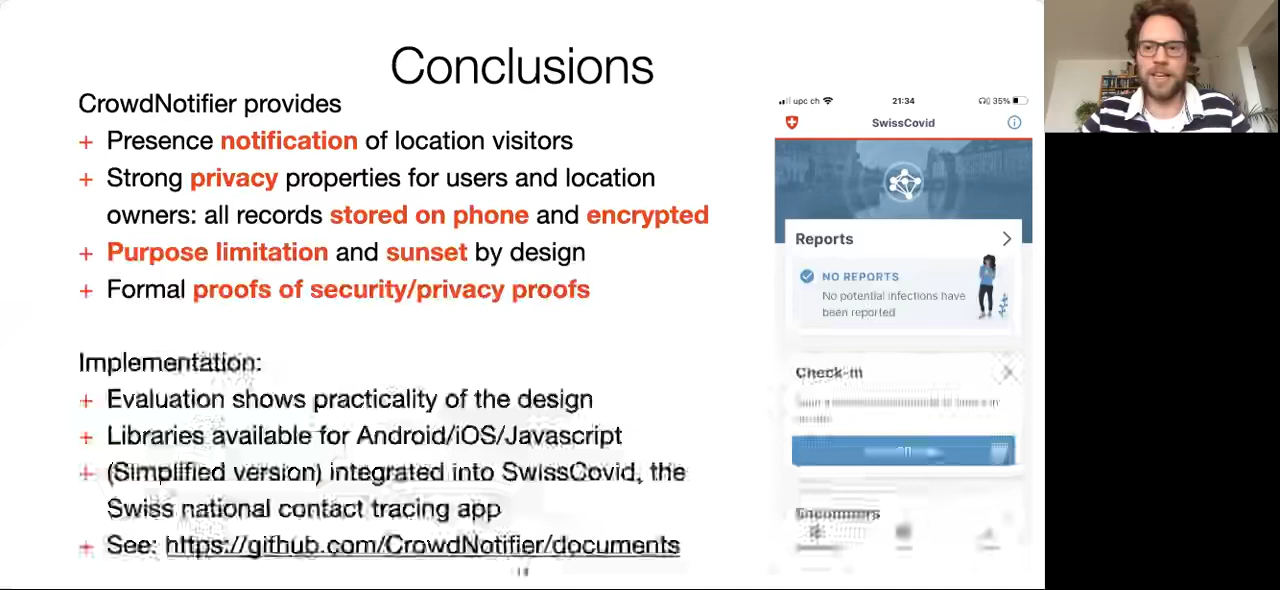 Conclusions
CrowdNotifier provides
+ Presence notification of location visitors
+ Strong privacy properties for users and location
owners: all records stored on phone and encrypted
+ Purpose limitation and sunset by design
+ Formal proofs of security/privacy proofs
Implementation:
+ Evaluation shows practicality of the design
+ Libraries available for Android/iOS/Javascript
+ (Simplified version) integrated into SwissCovid, the
Swiss national contact tracing app
+ See: https://github.com/CrowdNotifier/documents
upc ch 21:34 35%
SwissCovid
Reports
NO REPORTS
No potential infections have
been reported
Check-in
Encounters